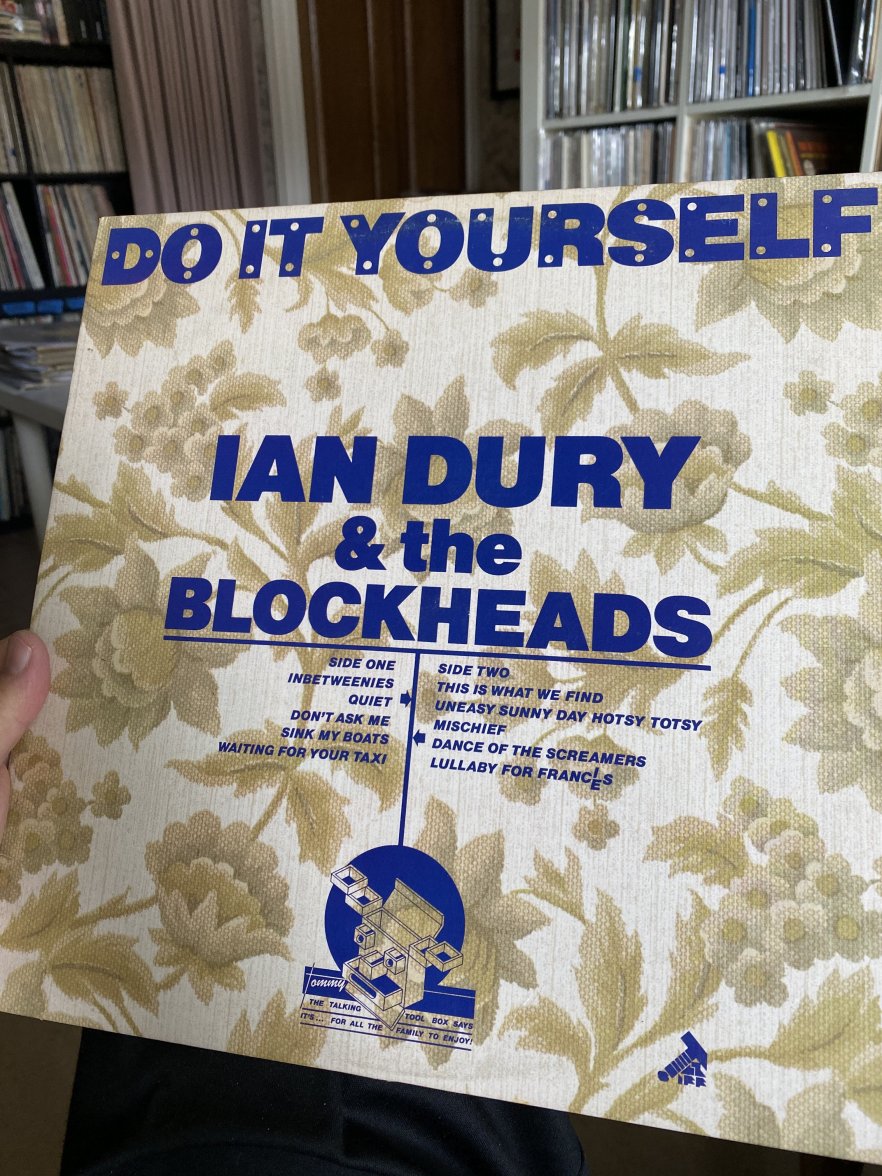 DO IT YOURSELF
IAN DURY
& the
BLOCKHEADS
SIDE ONE
INBETWEENIES
QUIET
DON'T ASK ME
SINK MY BOATS
WAITING FOR YOUR TAXI
SIDE TWO
THIS IS WHAT WE FIND
UNEASY SUNNY DAY HOTSY TOTSY
MISCHIEF
DANCE OF THE SCREAMERS
LULLABY FOR FRANCIES
Tommy
THE TALKING TOOL BOX SAYS
IT'S... FOR ALL THE FAMILY TO ENJOY!